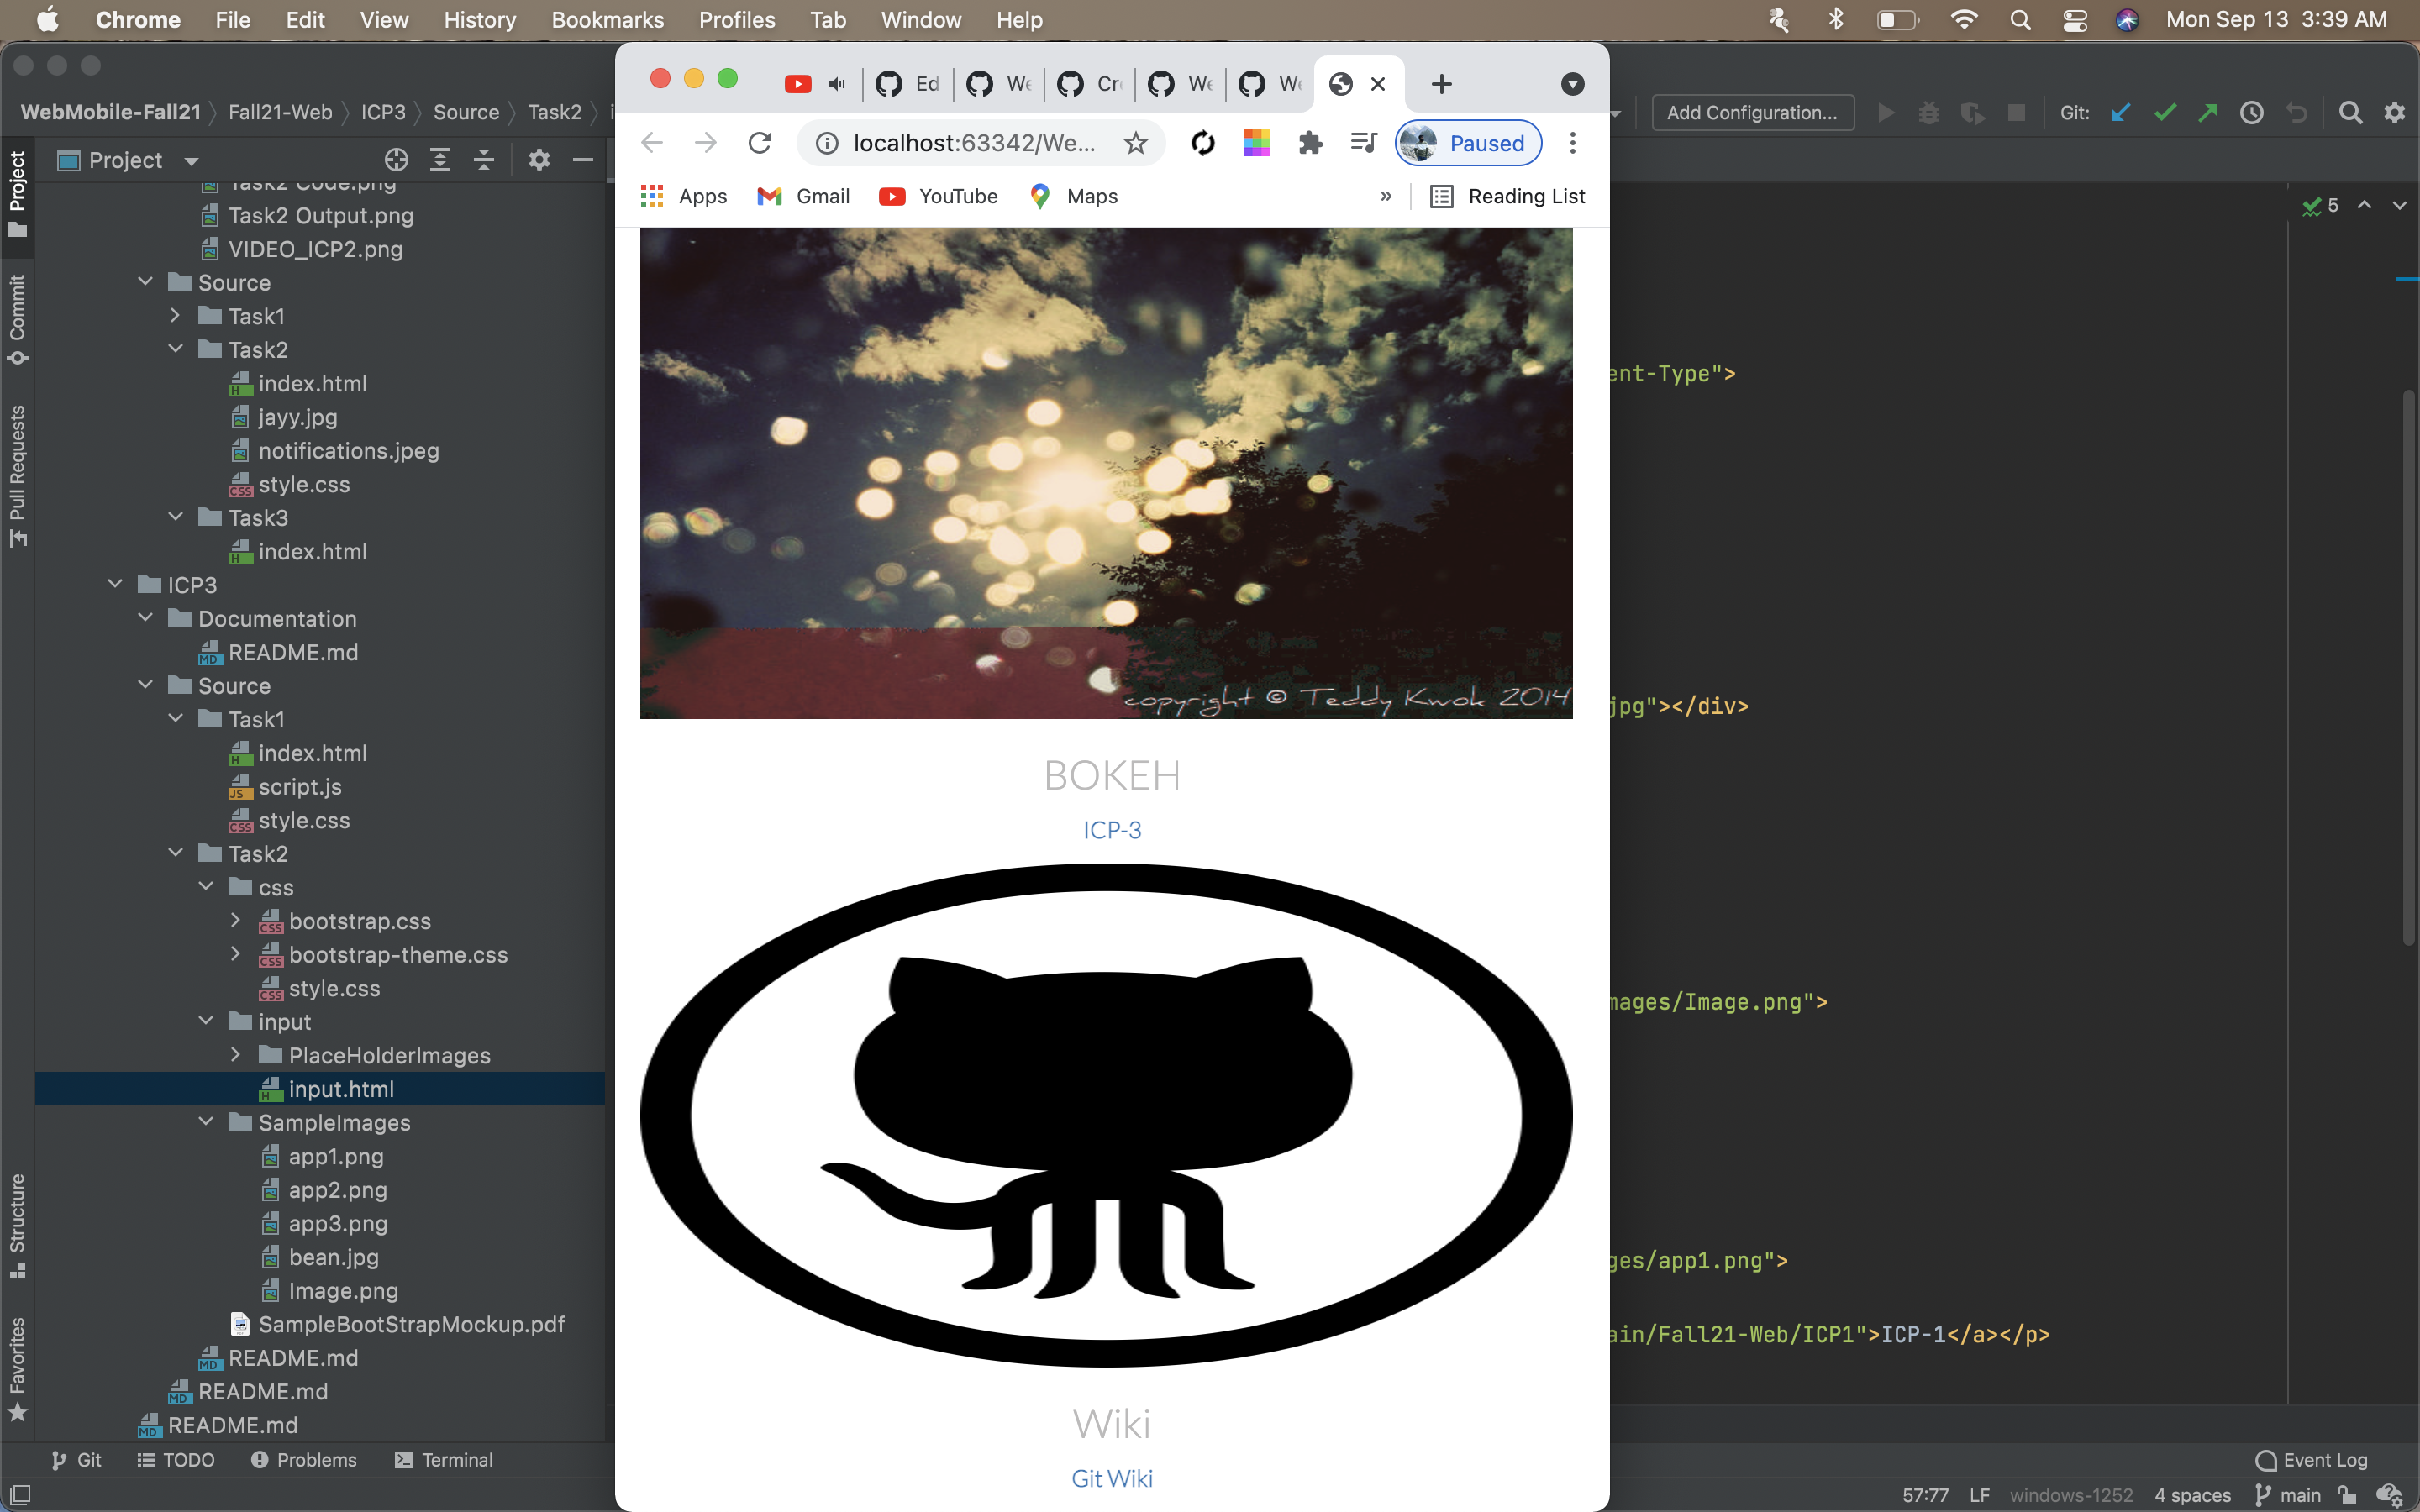 Chrome File Edit View History Bookmarks Profiles Tab Window Help Mon Sep 13 3:39 AM
WebMobile-Fall21 Fall21-Web ICP3 Source Task2
Add Configuration... Git:
Ed We Cr We We
localhost:63342/We... Paused
Apps Gmail YouTube Maps » Reading List
Project
Project
Commit
Pull Requests
Structure
Favorites
Task2 Code.png
Task2 Output.png
VIDEO_ICP2.png
Source
Task1
Task2
index.html
jayy.jpg
notifications.jpeg
style.css
Task3
index.html
ICP3
Documentation
README.md
Source
Task1
index.html
script.js
style.css
Task2
css
bootstrap.css
bootstrap-theme.css
style.css
input
PlaceHolderImages
input.html
SampleImages
app1.png
app2.png
app3.png
bean.jpg
Image.png
SampleBootStrapMockup.pdf
README.md
README.md
README.md
copyright © Teddy Kwok 2014
BOKEH
ICP-3
Wiki
Git Wiki
5
ent-Type">
jpg"></div>
mages/Image.png">
ges/app1.png">
ain/Fall21-Web/ICP1">ICP-1</a></p>
Git TODO Problems Terminal Event Log
57:77 LF windows-1252 4 spaces main